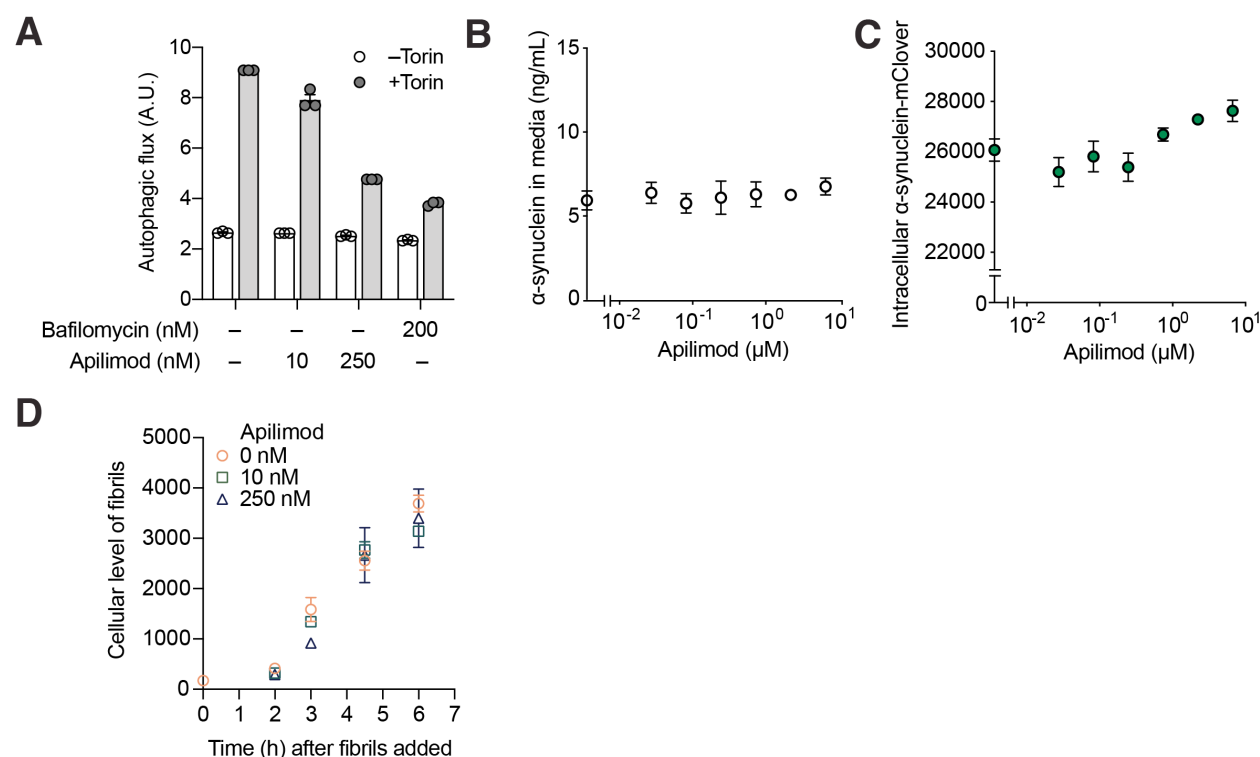 A
Autophagic flux (A.U.)
10
8
6
4
2
0
–Torin
+Torin
Bafilomycin (nM) – – – 200
Apilimod (nM) – 10 250 –
B
α-synuclein in media (ng/mL)
15
10
5
0
10-2 10-1 100 101
Apilimod (µM)
C
Intracellular α-synuclein-mClover
30000
28000
26000
24000
22000
0
10-2 10-1 100 101
Apilimod (µM)
D
Cellular level of fibrils
5000
4000
3000
2000
1000
0
Apilimod
0 nM
10 nM
250 nM
0 1 2 3 4 5 6 7
Time (h) after fibrils added